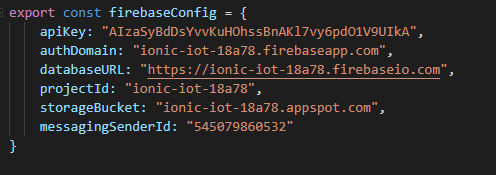 export const firebaseConfig = {
apiKey: "AIzaSyBdDsYvvKuHOhssBnAKl7vy6pdO1V9UIkA",
authDomain: "ionic-iot-18a78.firebaseapp.com",
databaseURL: "https://ionic-iot-18a78.firebaseio.com",
projectId: "ionic-iot-18a78",
storageBucket: "ionic-iot-18a78.appspot.com",
messagingSenderId: "545079860532"
}